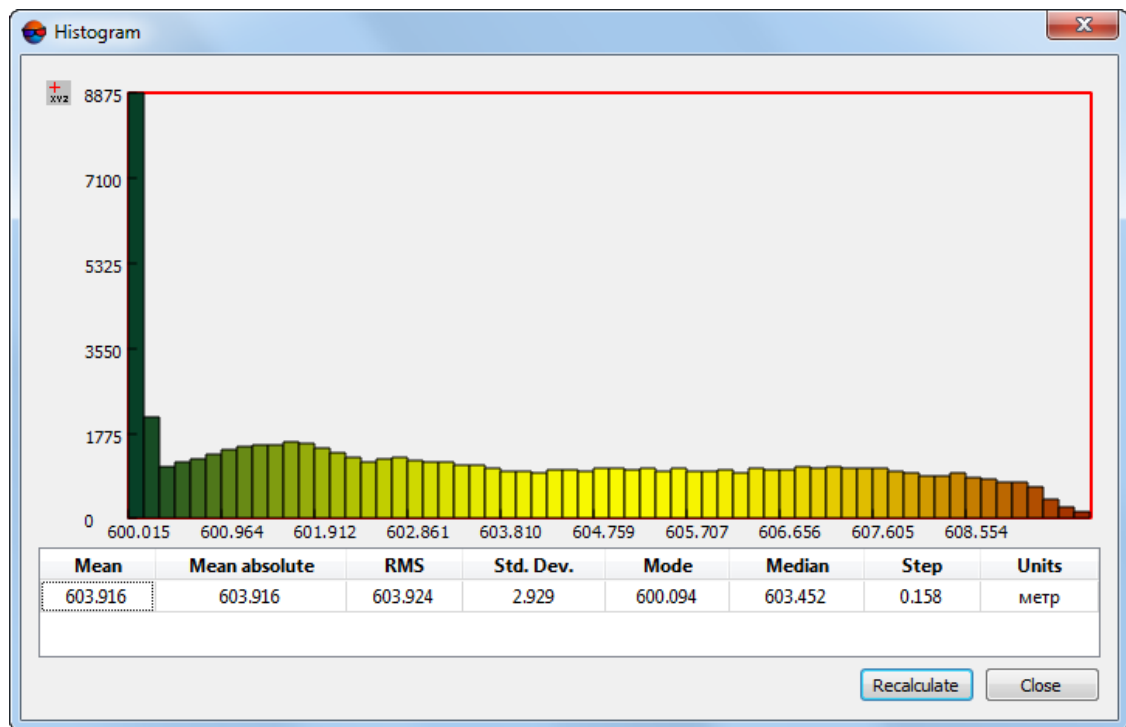 Histogram
XYZ
8875
7100
5325
3550
1775
0
600.015 600.964 601.912 602.861 603.810 604.759 605.707 606.656 607.605 608.554
Mean Mean absolute RMS Std. Dev. Mode Median Step Units
603.916 603.916 603.924 2.929 600.094 603.452 0.158 метр
Recalculate Close